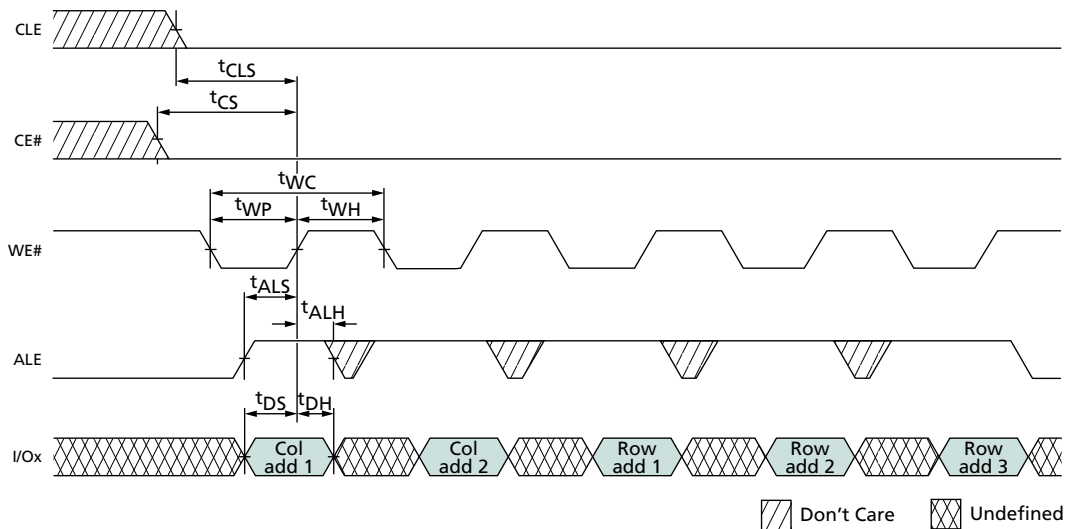 CLE
tCLS
tCS
CE#
tWC
tWP
tWH
WE#
tALS
tALH
ALE
tDS
tDH
I/Ox
Col
add 1
Col
add 2
Row
add 1
Row
add 2
Row
add 3
Don't Care
Undefined